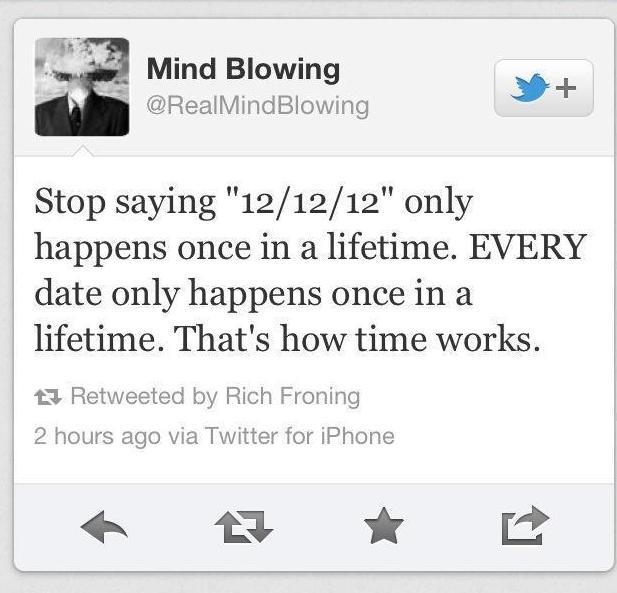 Mind Blowing
@RealMindBlowing
Stop saying "12/12/12" only
happens once in a lifetime. EVERY
date only happens once in a
lifetime. That's how time works.
Retweeted by Rich Froning
2 hours ago via Twitter for iPhone